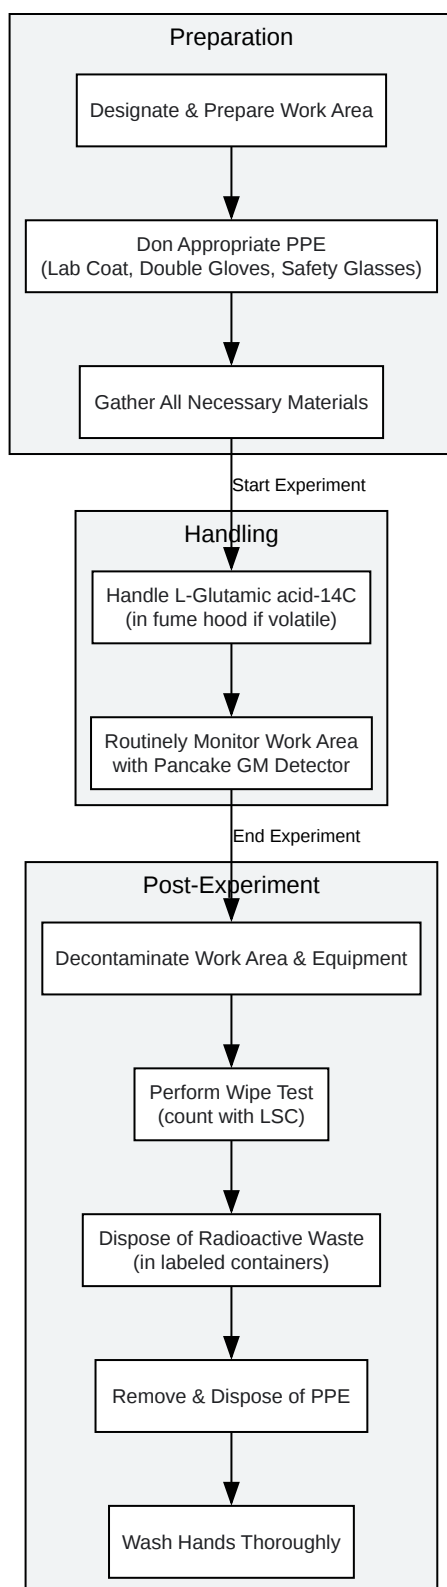 Preparation
Designate & Prepare Work Area
Don Appropriate PPE
(Lab Coat, Double Gloves, Safety Glasses)
Gather All Necessary Materials
Start Experiment
Handling
Handle L-Glutamic acid-14C
(in fume hood if volatile)
Routinely Monitor Work Area
with Pancake GM Detector
End Experiment
Post-Experiment
Decontaminate Work Area & Equipment
Perform Wipe Test
(count with LSC)
Dispose of Radioactive Waste
(in labeled containers)
Remove & Dispose of PPE
Wash Hands Thoroughly